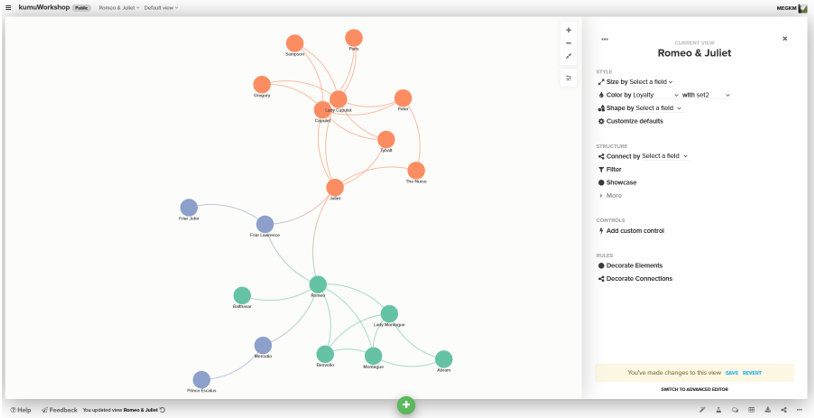 kumuWorkshop Public Romeo & Juliet Default view MEGKM
Sampson
Paris
Gregory
Lady Capulet
Capulet
Peter
Tybalt
The Nurse
Juliet
Friar John
Friar Lawrence
Romeo
Balthasar
Lady Montague
Mercutio
Benvolio
Montague
Abram
Prince Escalus
CURRENT VIEW
Romeo & Juliet
STYLE
Size by Select a field
Color by Loyalty with set2
Shape by Select a field
Customize defaults
STRUCTURE
Connect by Select a field
Filter
Showcase
More
CONTROLS
Add custom control
RULES
Decorate Elements
Decorate Connections
You've made changes to this view SAVE REVERT
SWITCH TO ADVANCED EDITOR
Help Feedback You updated view Romeo & Juliet